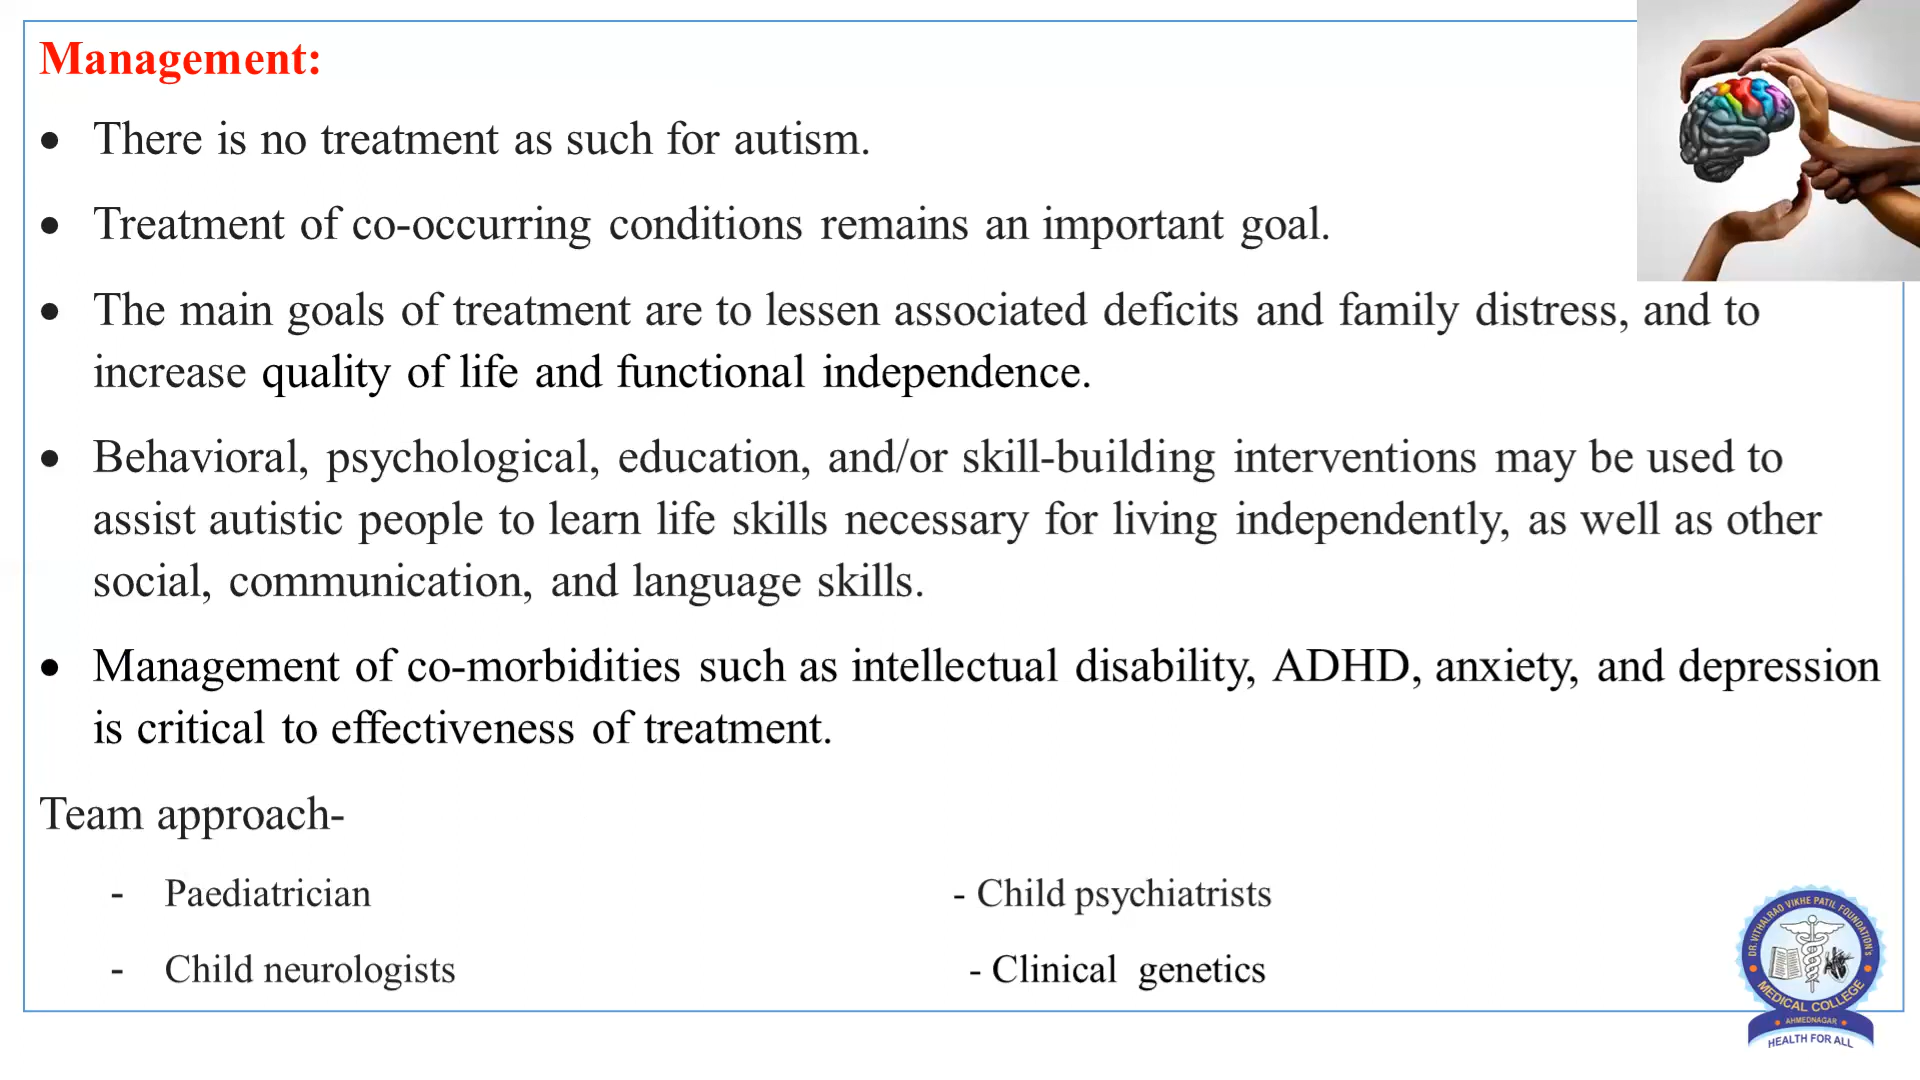 Management:
• There is no treatment as such for autism.
• Treatment of co-occurring conditions remains an important goal.
• The main goals of treatment are to lessen associated deficits and family distress, and to
increase quality of life and functional independence.
• Behavioral, psychological, education, and/or skill-building interventions may be used to
assist autistic people to learn life skills necessary for living independently, as well as other
social, communication, and language skills.
• Management of co-morbidities such as intellectual disability, ADHD, anxiety, and depression
is critical to effectiveness of treatment.
Team approach-
- Paediatrician - Child psychiatrists
- Child neurologists - Clinical genetics
DR. VITHALRAO VIKHE PATIL FOUNDATION'S
MEDICAL COLLEGE
AHMEDNAGAR
HEALTH FOR ALL